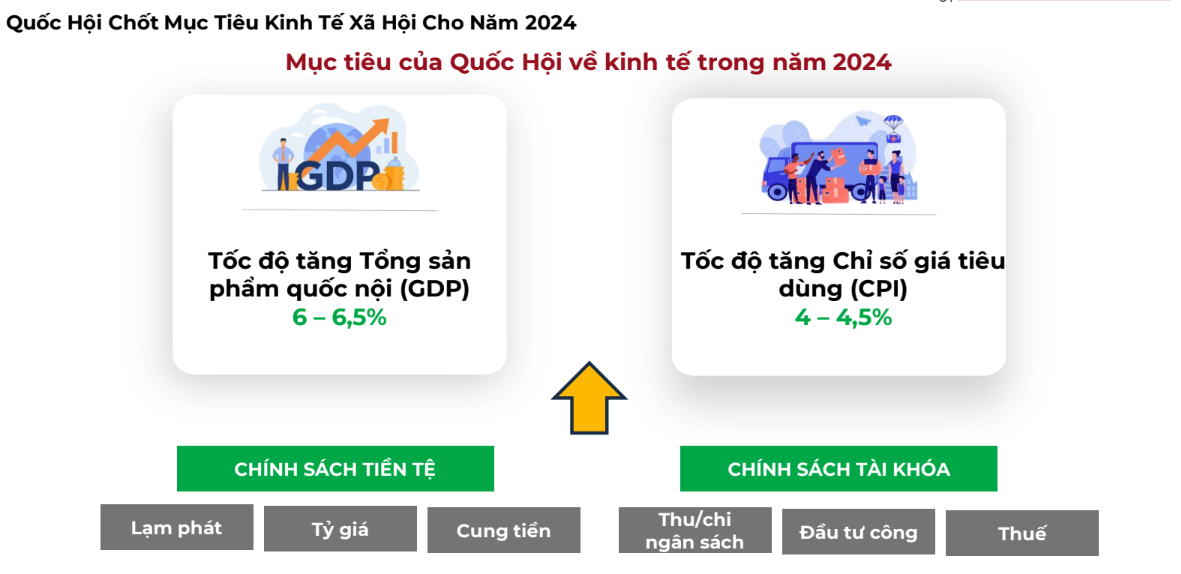 Quốc Hội Chốt Mục Tiêu Kinh Tế Xã Hội Cho Năm 2024
Mục tiêu của Quốc Hội về kinh tế trong năm 2024
GDP
Tốc độ tăng Tổng sản
phẩm quốc nội (GDP)
6 – 6,5%
Tốc độ tăng Chỉ số giá tiêu
dùng (CPI)
4 – 4,5%
CHÍNH SÁCH TIỀN TỆ
CHÍNH SÁCH TÀI KHÓA
Lạm phát
Tỷ giá
Cung tiền
Thu/chi
ngân sách
Đầu tư công
Thuế